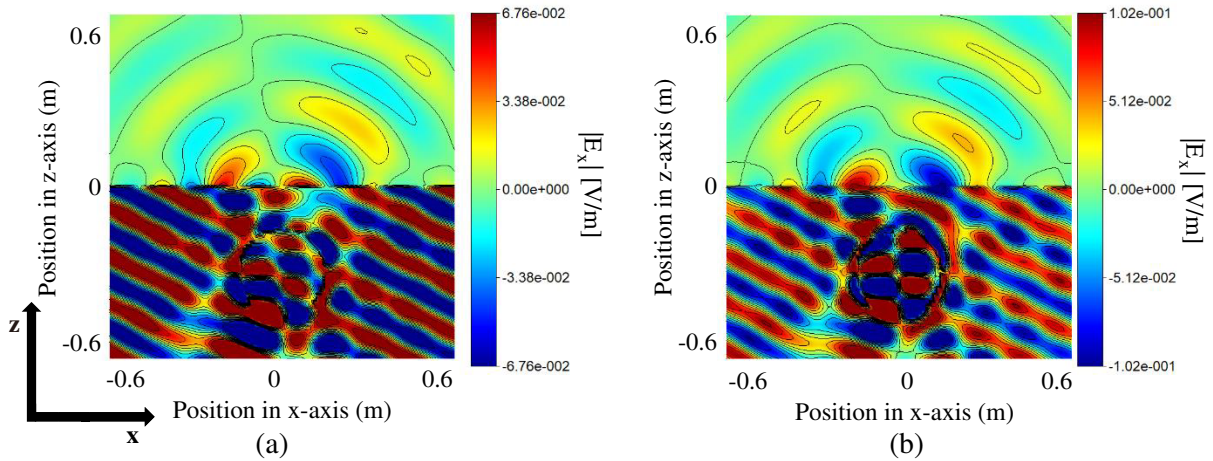 0.6
0
-0.6
Position in z-axis (m)
-0.6 0 0.6
Position in x-axis (m)
z
x
6.76e-002
3.38e-002
0.00e+000
-3.38e-002
-6.76e-002
|Eₓ| [V/m]
(a)
0.6
0
-0.6
Position in z-axis (m)
-0.6 0 0.6
Position in x-axis (m)
1.02e-001
5.12e-002
0.00e+000
-5.12e-002
-1.02e-001
|Eₓ| [V/m]
(b)